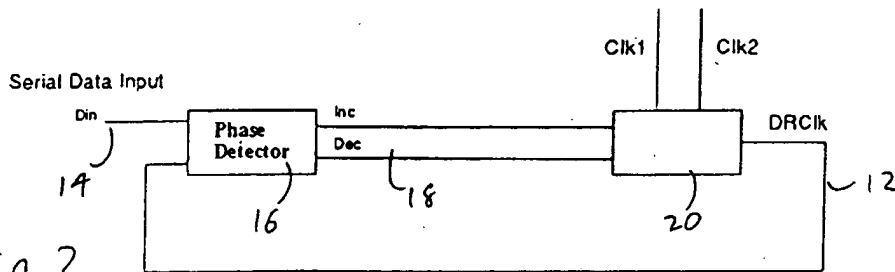 Clk1 Clk2
Serial Data Input
Din
Inc
DRClk
Phase
Detector
Dec
14
16
18
20
12